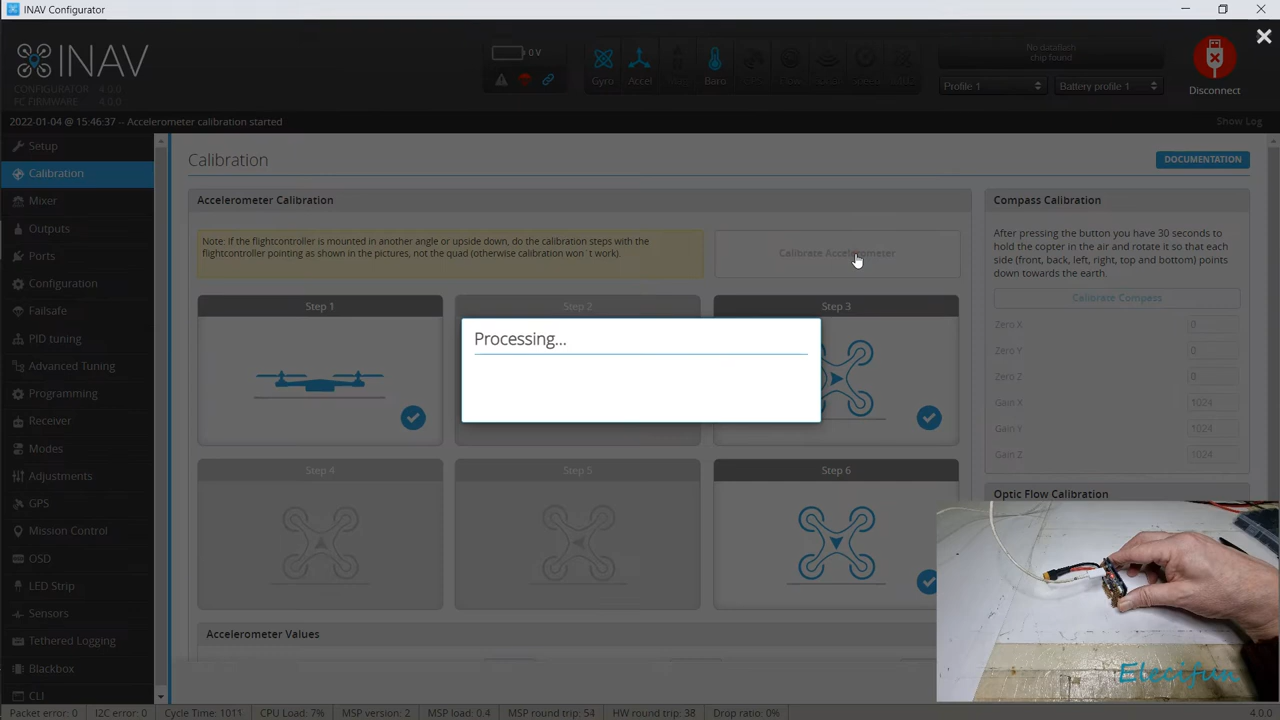 INAV Configurator
INAV
CONFIGURATOR 4.0.0
FC FIRMWARE 4.0.0
0 V
Gyro
Accel
Baro
No dataflash
chip found
Profile 1
Battery profile 1
Disconnect
2022-01-04 @ 15:46:37 -- Accelerometer calibration started
Show Log
Setup
Calibration
Mixer
Outputs
Ports
Configuration
Failsafe
PID tuning
Advanced Tuning
Programming
Receiver
Modes
Adjustments
GPS
Mission Control
OSD
LED Strip
Sensors
Tethered Logging
Blackbox
CLI
Calibration
DOCUMENTATION
Accelerometer Calibration
Note: If the flightcontroller is mounted in another angle or upside down, do the calibration steps with the
flightcontroller pointing as shown in the pictures, not the quad (otherwise calibration won`t work).
Calibrate Accelerometer
Step 1
Step 2
Step 3
Processing...
Step 4
Step 5
Step 6
Accelerometer Values
Compass Calibration
After pressing the button you have 30 seconds to
hold the copter in the air and rotate it so that each
side (front, back, left, right, top and bottom) points
down towards the earth.
Calibrate Compass
Zero X 0
Zero Y 0
Zero Z 0
Gain X 1024
Gain Y 1024
Gain Z 1024
Optic Flow Calibration
Elecifun
Packet error: 0
I2C error: 0
Cycle Time: 1011
CPU Load: 7%
MSP version: 2
MSP load: 0.4
MSP round trip: 54
HW round trip: 38
Drop ratio: 0%
4.0.0